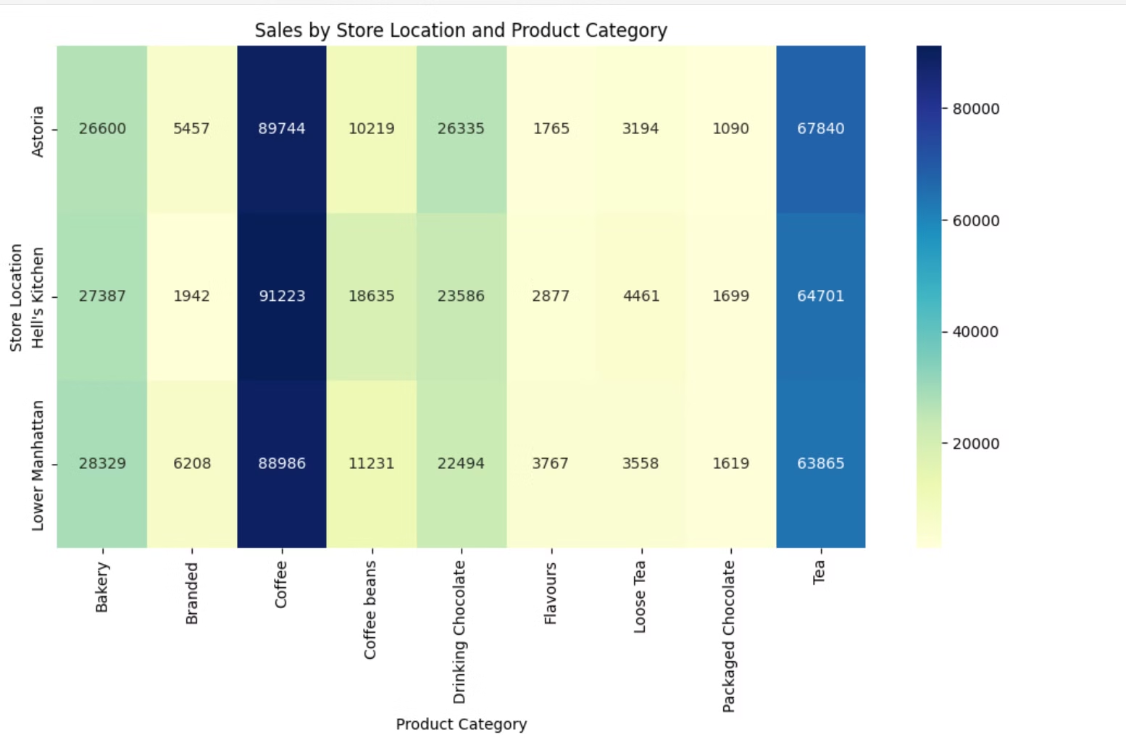 Sales by Store Location and Product Category
Store Location
Astoria
26600 5457 89744 10219 26335 1765 3194 1090 67840
Hell's Kitchen
27387 1942 91223 18635 23586 2877 4461 1699 64701
Lower Manhattan
28329 6208 88986 11231 22494 3767 3558 1619 63865
Bakery
Branded
Coffee
Coffee beans
Drinking Chocolate
Flavours
Loose Tea
Packaged Chocolate
Tea
Product Category
80000
60000
40000
20000